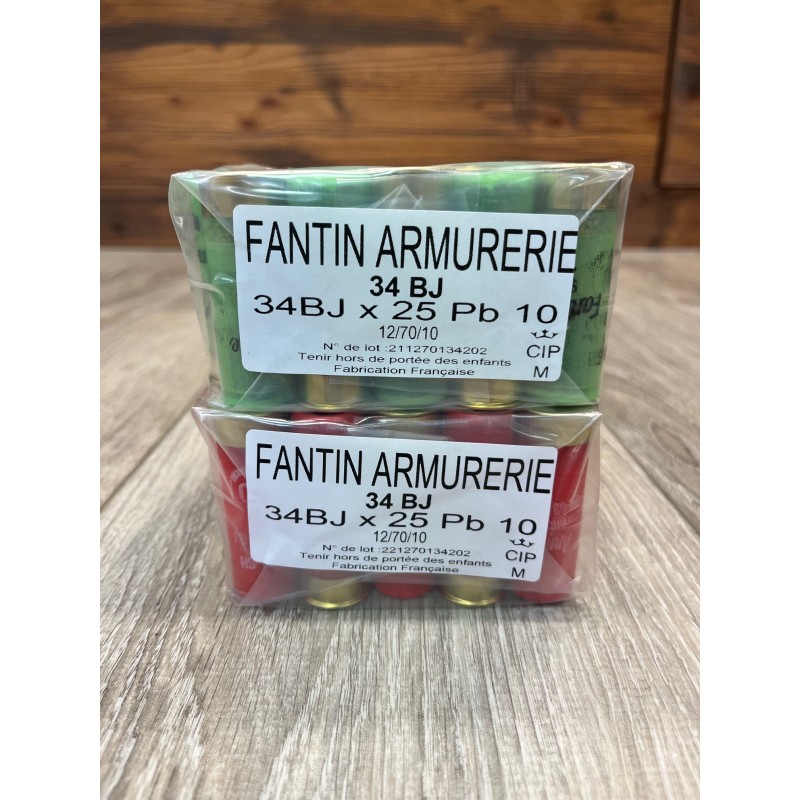 FANTIN ARMURERIE
34 BJ
34BJ x 25 Pb 10
12/70/10
N° de lot :211270134202
Tenir hors de portée des enfants
Fabrication Française
CIP
M
FANTIN ARMURERIE
34 BJ
34BJ x 25 Pb 10
12/70/10
N° de lot :221270134202
Tenir hors de portée des enfants
Fabrication Française
CIP
M